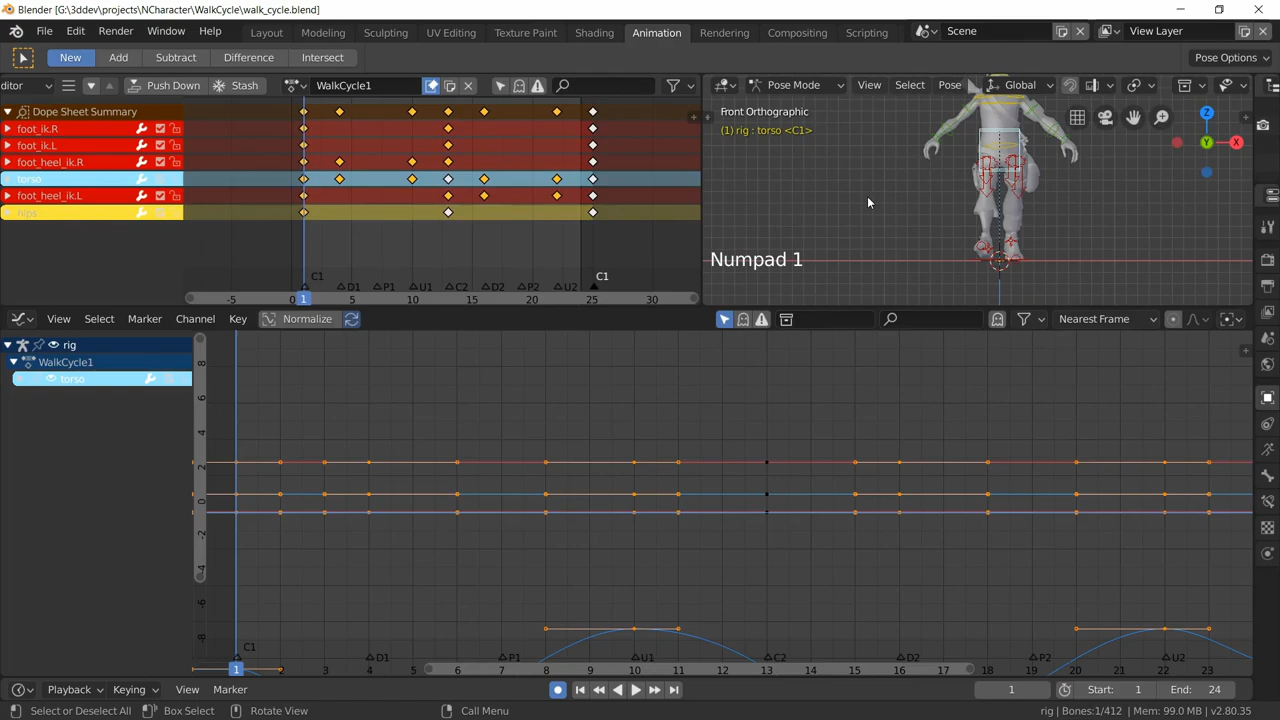 Blender [G:\3ddev\projects\NCharacter\WalkCycle\walk_cycle.blend]
File Edit Render Window Help Layout Modeling Sculpting UV Editing Texture Paint Shading Animation Rendering Compositing Scripting Scene View Layer
New Add Subtract Difference Intersect Pose Options
ditor Push Down Stash WalkCycle1 Pose Mode View Select Pose Global
Dope Sheet Summary
foot_ik.R
foot_ik.L
foot_heel_ik.R
torso
foot_heel_ik.L
hips
C1 D1 P1 U1 C2 D2 P2 U2 C1
-5 0 1 5 10 15 20 25 30
Front Orthographic
(1) rig : torso <C1>
Numpad 1
Z
Y
X
View Select Marker Channel Key Normalize Nearest Frame
rig
WalkCycle1
torso
8
6
4
2
0
-2
-4
-6
-8
C1 D1 P1 U1 C2 D2 P2 U2
1 2 3 4 5 6 7 8 9 10 11 12 13 14 15 16 17 18 19 20 21 22 23
Playback Keying View Marker 1 Start: 1 End: 24
Select or Deselect All Box Select Rotate View Call Menu rig | Bones:1/412 | Mem: 99.0 MB | v2.80.35